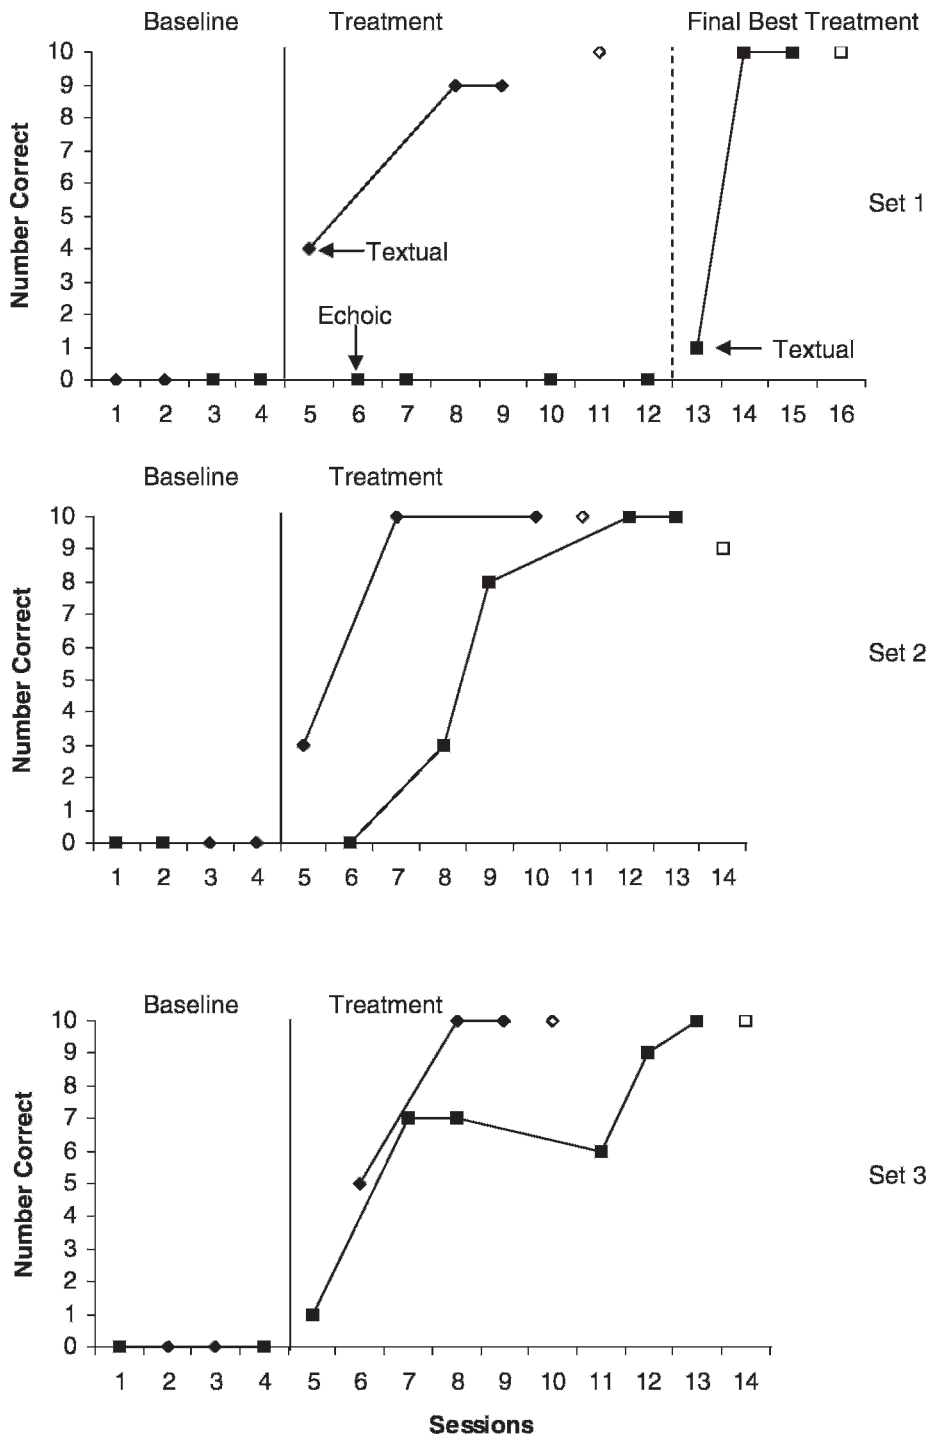 Baseline Treatment Final Best Treatment
10
9
8
7
6
5
4
3
2
1
0
Number Correct
Textual
Echoic
Textual
Set 1
1 2 3 4 5 6 7 8 9 10 11 12 13 14 15 16
Baseline Treatment
10
9
8
7
6
5
4
3
2
1
0
Number Correct
Set 2
1 2 3 4 5 6 7 8 9 10 11 12 13 14
Baseline Treatment
10
9
8
7
6
5
4
3
2
1
0
Number Correct
Set 3
1 2 3 4 5 6 7 8 9 10 11 12 13 14
Sessions